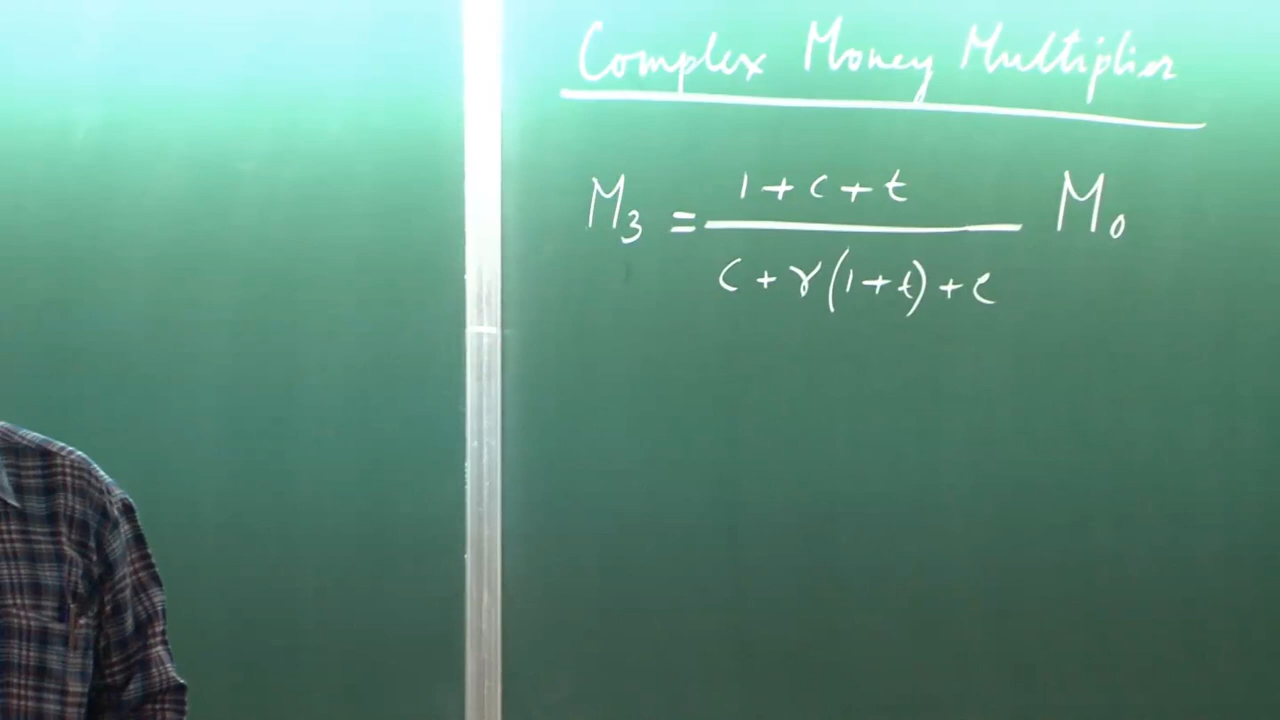 Complex Money Multiplier
M₃ = (1 + c + t) / (c + r(1 + t) + e) M₀